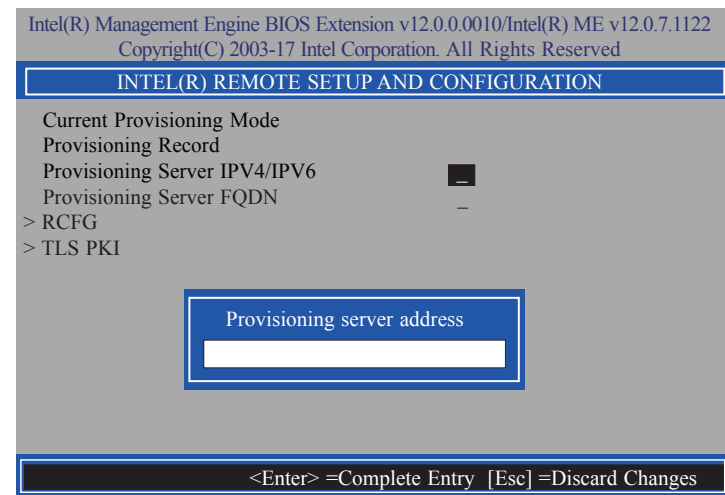 Intel(R) Management Engine BIOS Extension v12.0.0.0010/Intel(R) ME v12.0.7.1122
Copyright(C) 2003-17 Intel Corporation. All Rights Reserved
INTEL(R) REMOTE SETUP AND CONFIGURATION
Current Provisioning Mode
Provisioning Record
Provisioning Server IPV4/IPV6 _
Provisioning Server FQDN _
> RCFG
> TLS PKI
Provisioning server address
<Enter> =Complete Entry [Esc] =Discard Changes